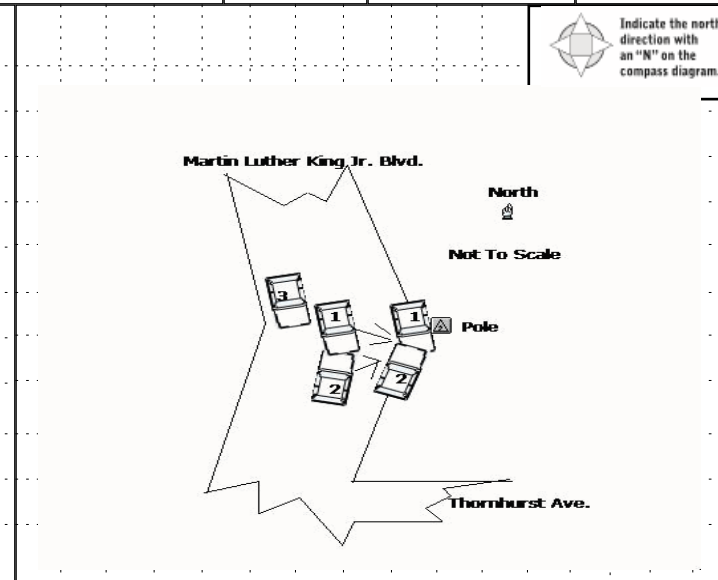 Indicate the north
direction with
an "N" on the
compass diagram.
Martin Luther King Jr. Blvd.
North
Not To Scale
3
1
1
Pole
2
2
Thornhurst Ave.